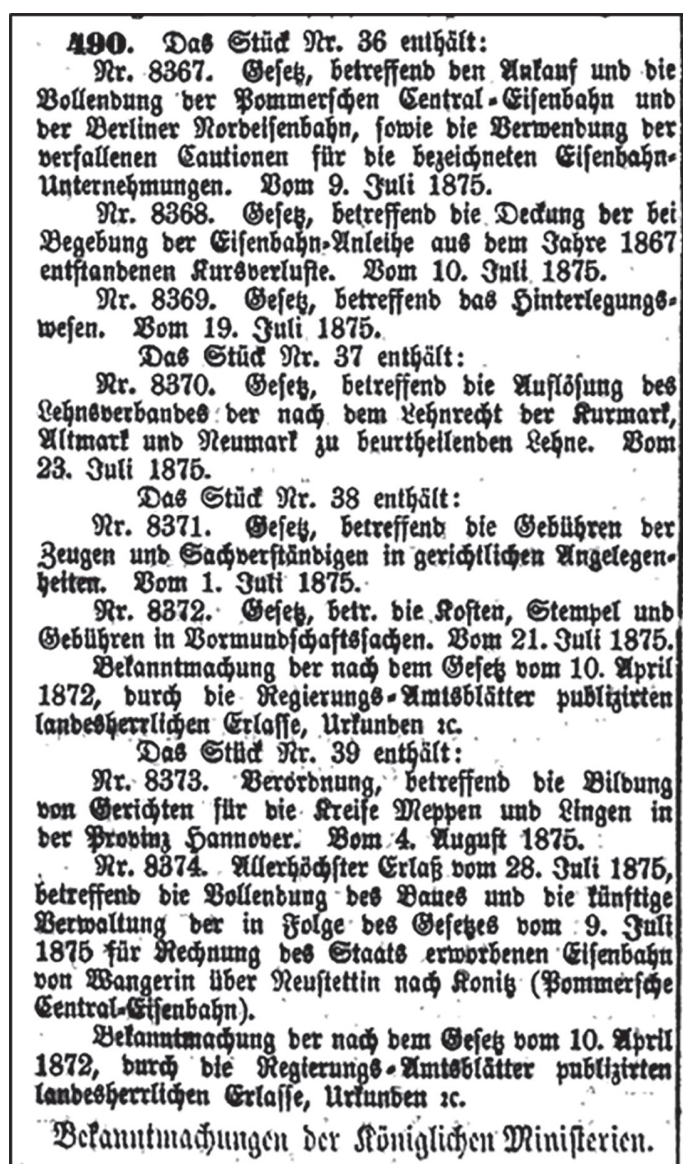 490. Das Stück Nr. 36 enthält:
Nr. 8367. Gesetz, betreffend den Ankauf und die
Vollendung der Pommerschen Central-Eisenbahn und
der Berliner Nordeisenbahn, sowie die Verwendung der
verfallenen Cautionen für die bezeichneten Eisenbahn-
Unternehmungen. Vom 9. Juli 1875.
Nr. 8368. Gesetz, betreffend die Deckung der bei
Begebung der Eisenbahn-Anleihe aus dem Jahre 1867
entstandenen Kursverluste. Vom 10. Juli 1875.
Nr. 8369. Gesetz, betreffend das Hinterlegungs-
wesen. Vom 19. Juli 1875.
Das Stück Nr. 37 enthält:
Nr. 8370. Gesetz, betreffend die Auflösung des
Lehnsverbandes der nach dem Lehnrecht der Kurmark,
Altmark und Neumark zu beurtheilenden Lehne. Vom
23. Juli 1875.
Das Stück Nr. 38 enthält:
Nr. 8371. Gesetz, betreffend die Gebühren der
Zeugen und Sachverständigen in gerichtlichen Angelegen-
heiten. Vom 1. Juli 1875.
Nr. 8372. Gesetz, betr. die Kosten, Stempel und
Gebühren in Vormundschaftssachen. Vom 21. Juli 1875.
Bekanntmachung der nach dem Gesetz vom 10. April
1872, durch die Regierungs-Amtsblätter publizirten
landesherrlichen Erlasse, Urkunden ꝛc.
Das Stück Nr. 39 enthält:
Nr. 8373. Verordnung, betreffend die Bildung
von Gerichten für die Kreise Meppen und Lingen in
der Provinz Hannover. Vom 4. August 1875.
Nr. 8374. Allerhöchster Erlaß vom 28. Juli 1875,
betreffend die Vollendung des Baues und die künftige
Verwaltung der in Folge des Gesetzes vom 9. Juli
1875 für Rechnung des Staats erworbenen Eisenbahn
von Wangerin über Neustettin nach Konitz (Pommersche
Central-Eisenbahn).
Bekanntmachung der nach dem Gesetz vom 10. April
1872, durch die Regierungs-Amtsblätter publizirten
landesherrlichen Erlasse, Urkunden ꝛc.
Bekanntmachungen der Königlichen Ministerien.